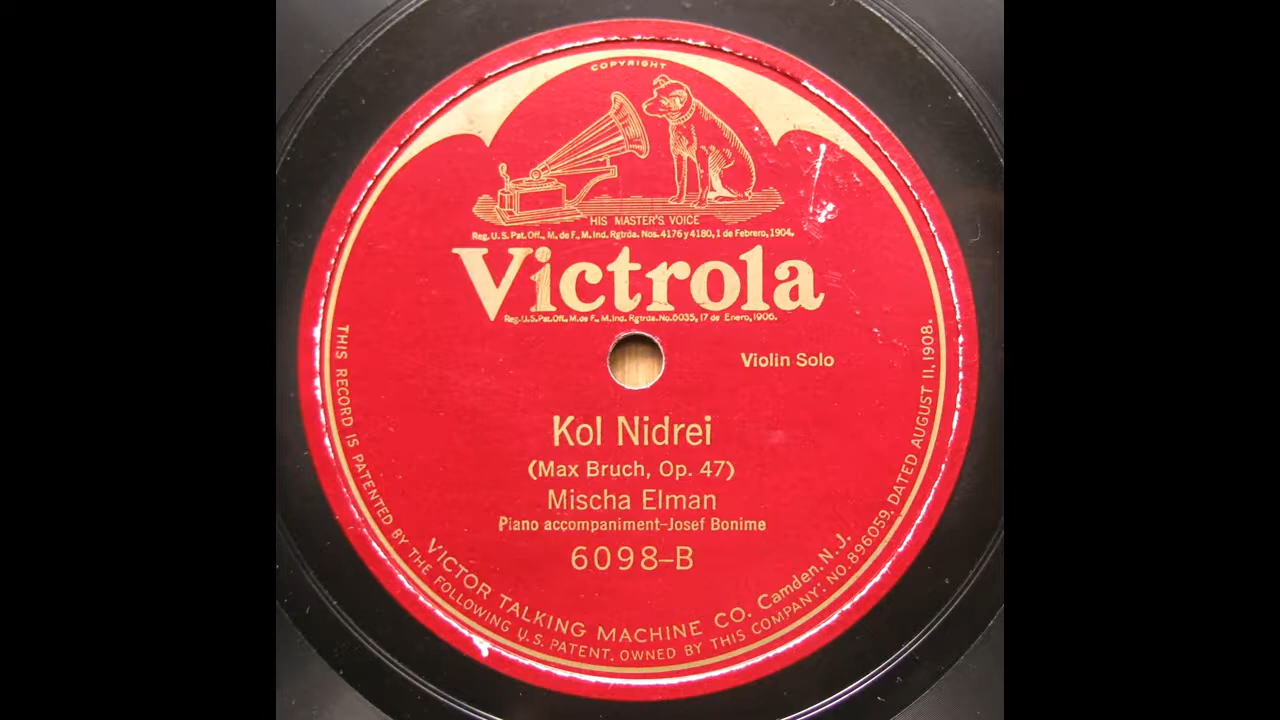 COPYRIGHT
HIS MASTER'S VOICE
Reg. U. S. Pat. Off., M. de F., M. Ind. Rgtrda. Nos. 4176 y 4180, 1 de Febrero, 1904.
Victrola
Reg. U.S. Pat. Off., M. de F., M. Ind. Rgtrda. No. 6035, 17 de Enero, 1906.
Violin Solo
Kol Nidrei
(Max Bruch, Op. 47)
Mischa Elman
Piano accompaniment–Josef Bonime
6098–B
VICTOR TALKING MACHINE CO. Camden, N. J.
THIS RECORD IS PATENTED BY THE FOLLOWING U.S. PATENT, OWNED BY THIS COMPANY: NO. 896059, DATED AUGUST 11, 1908.